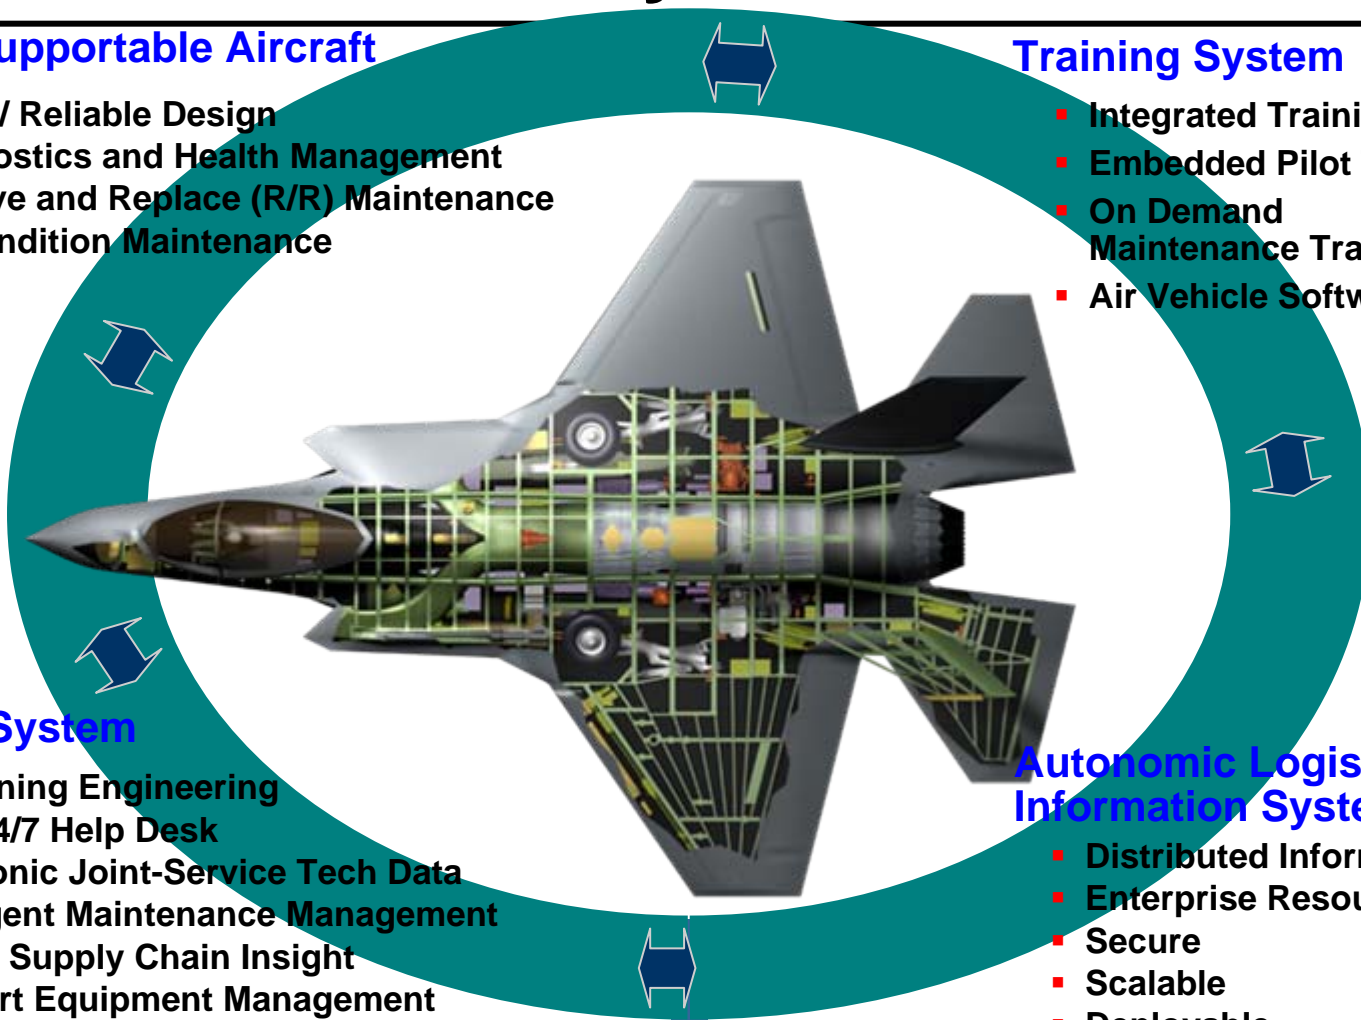 upportable Aircraft
/ Reliable Design
ostics and Health Management
ve and Replace (R/R) Maintenance
ndition Maintenance
Training System
Integrated Traini
Embedded Pilot
On Demand
Maintenance Tra
Air Vehicle Softw
System
ning Engineering
4/7 Help Desk
onic Joint-Service Tech Data
gent Maintenance Management
Supply Chain Insight
rt Equipment Management
Autonomic Logis
Information Syste
Distributed Inforr
Enterprise Resou
Secure
Scalable
Deployable